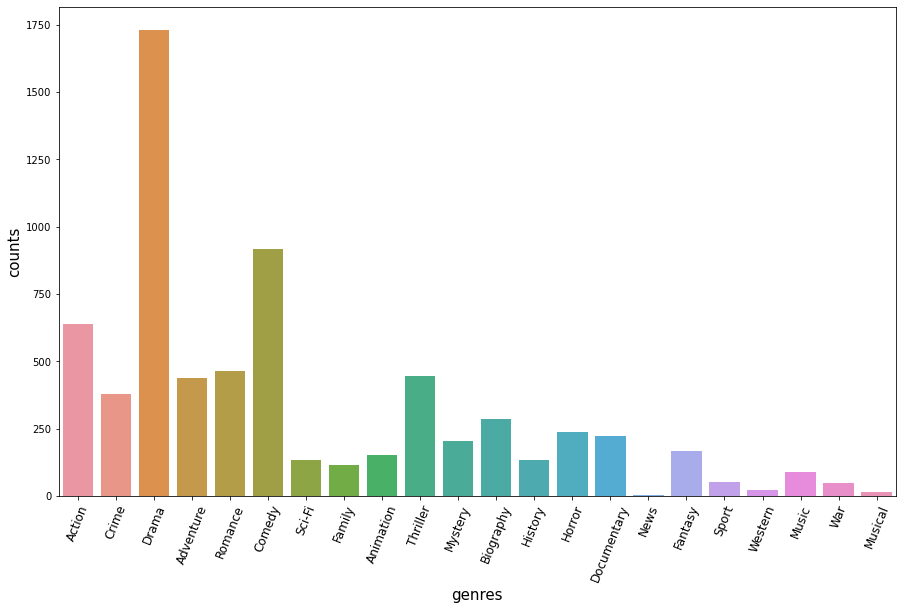 1750
1500
1250
1000
750
500
250
0
counts
Action
Crime
Drama
Adventure
Romance
Comedy
Sci-Fi
Family
Animation
Thriller
Mystery
Biography
History
Horror
Documentary
News
Fantasy
Sport
Western
Music
War
Musical
genres